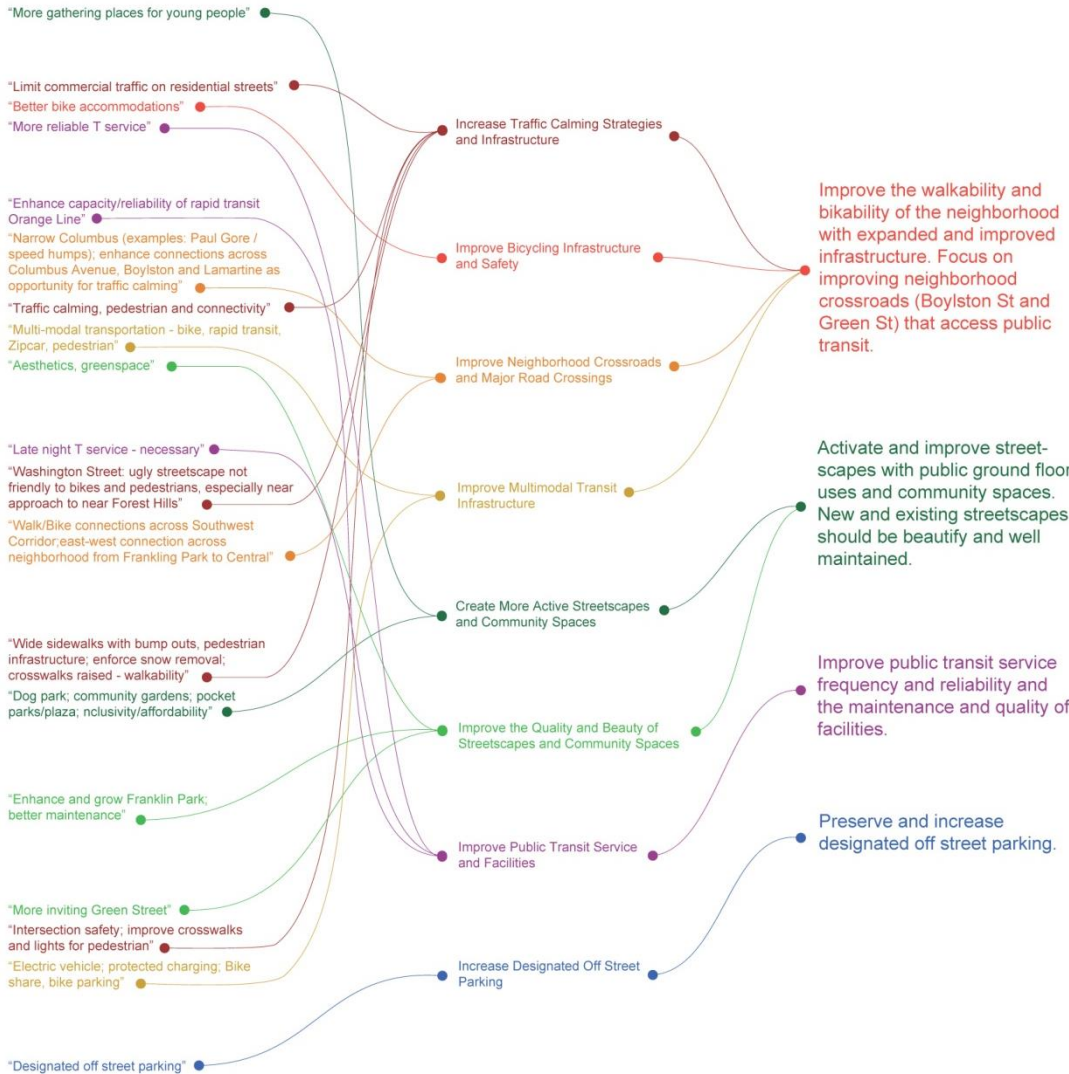 “More gathering places for young people”
“Limit commercial traffic on residential streets”
“Better bike accommodations”
“More reliable T service”
“Enhance capacity/reliability of rapid transit
Orange Line”
“Narrow Columbus (examples: Paul Gore /
speed humps); enhance connections across
Columbus Avenue, Boylston and Lamartine as
opportunity for traffic calming”
“Traffic calming, pedestrian and connectivity”
“Multi-modal transportation - bike, rapid transit,
Zipcar, pedestrian”
“Aesthetics, greenspace”
“Late night T service - necessary”
“Washington Street: ugly streetscape not
friendly to bikes and pedestrians, especially near
approach to near Forest Hills”
“Walk/Bike connections across Southwest
Corridor;east-west connection across
neighborhood from Frankling Park to Central”
“Wide sidewalks with bump outs, pedestrian
infrastructure; enforce snow removal;
crosswalks raised - walkability”
“Dog park; community gardens; pocket
parks/plaza; nclusivity/affordability”
“Enhance and grow Franklin Park;
better maintenance”
“More inviting Green Street”
“Intersection safety; improve crosswalks
and lights for pedestrian”
“Electric vehicle; protected charging; Bike
share, bike parking”
“Designated off street parking”
Increase Traffic Calming Strategies
and Infrastructure
Improve Bicycling Infrastructure
and Safety
Improve Neighborhood Crossroads
and Major Road Crossings
Improve Multimodal Transit
Infrastructure
Create More Active Streetscapes
and Community Spaces
Improve the Quality and Beauty of
Streetscapes and Community Spaces
Improve Public Transit Service
and Facilities
Increase Designated Off Street
Parking
Improve the walkability and
bikability of the neighborhood
with expanded and improved
infrastructure. Focus on
improving neighborhood
crossroads (Boylston St and
Green St) that access public
transit.
Activate and improve street-
scapes with public ground floor
uses and community spaces.
New and existing streetscapes
should be beautify and well
maintained.
Improve public transit service
frequency and reliability and
the maintenance and quality of
facilities.
Preserve and increase
designated off street parking.